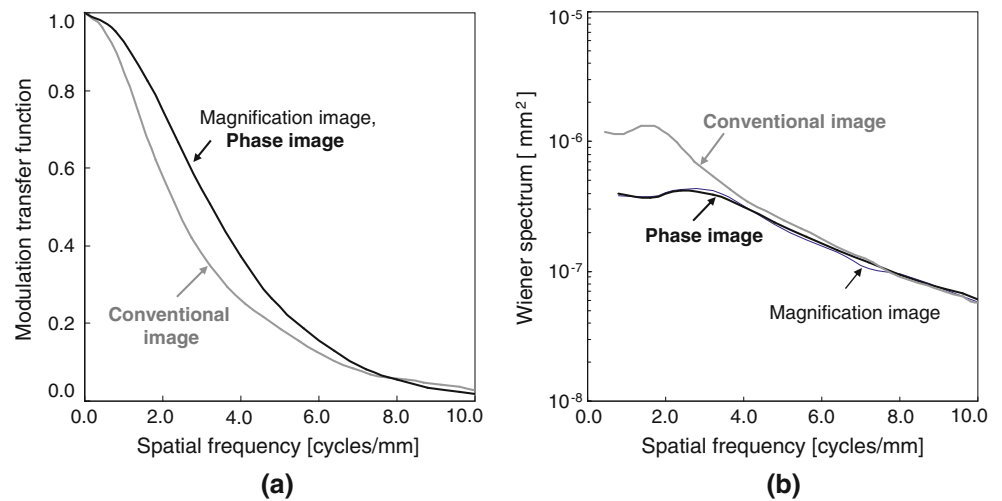 1.0
0.8
0.6
0.4
0.2
0.0
Modulation transfer function
Magnification image,
Phase image
Conventional
image
0.0 2.0 4.0 6.0 8.0 10.0
Spatial frequency [cycles/mm]
(a)
10-5
10-6
10-7
10-8
Wiener spectrum [ mm2 ]
Conventional image
Phase image
Magnification image
0.0 2.0 4.0 6.0 8.0 10.0
Spatial frequency [cycles/mm]
(b)